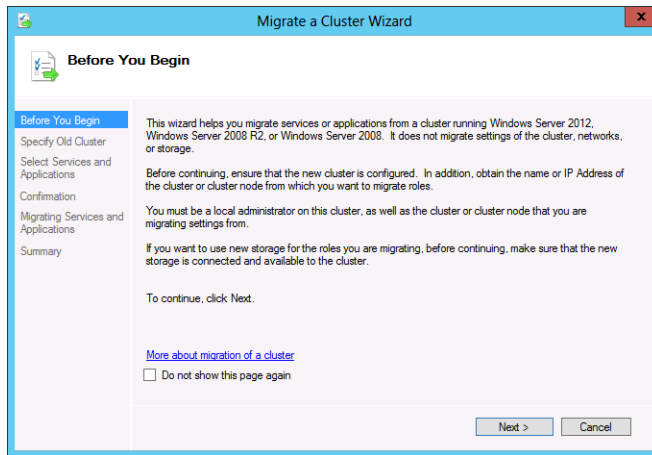 Migrate a Cluster Wizard
x
Before You Begin
Before You Begin
Specify Old Cluster
Select Services and
Applications
Confirmation
Migrating Services and
Applications
Summary
This wizard helps you migrate services or applications from a cluster running Windows Server 2012,
Windows Server 2008 R2, or Windows Server 2008. It does not migrate settings of the cluster, networks,
or storage.
Before continuing, ensure that the new cluster is configured. In addition, obtain the name or IP Address of
the cluster or cluster node from which you want to migrate roles.
You must be a local administrator on this cluster, as well as the cluster or cluster node that you are
migrating settings from.
If you want to use new storage for the roles you are migrating, before continuing, make sure that the new
storage is connected and available to the cluster.
To continue, click Next.
More about migration of a cluster
Do not show this page again
Next >
Cancel